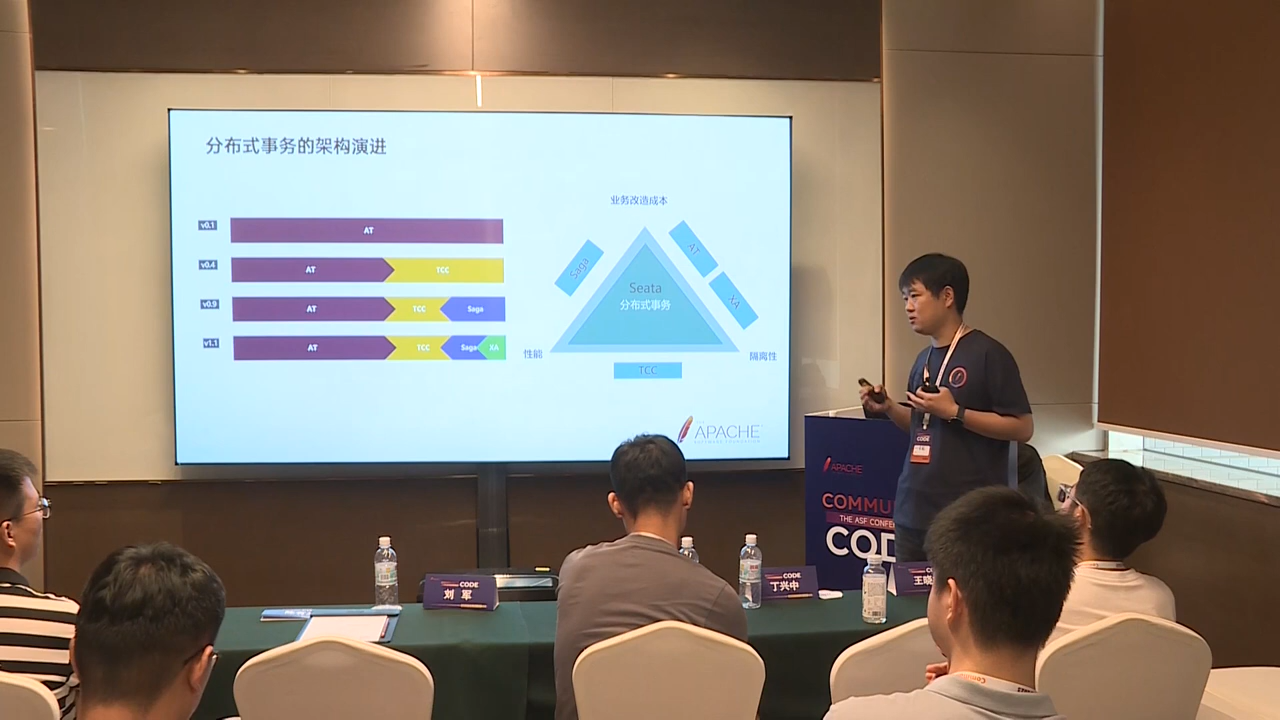 分布式事务的架构演进
v0.1
AT
v0.4
AT
TCC
v0.9
AT
TCC
Saga
v1.1
AT
TCC
Saga
XA
业务改造成本
Saga
AT
XA
Seata
分布式事务
性能
隔离性
TCC
APACHE
SOFTWARE FOUNDATION
APACHE
COMMU
THE ASF CONFE
COD
CODE
CODE
刘 军
CODE
丁兴中
王晓